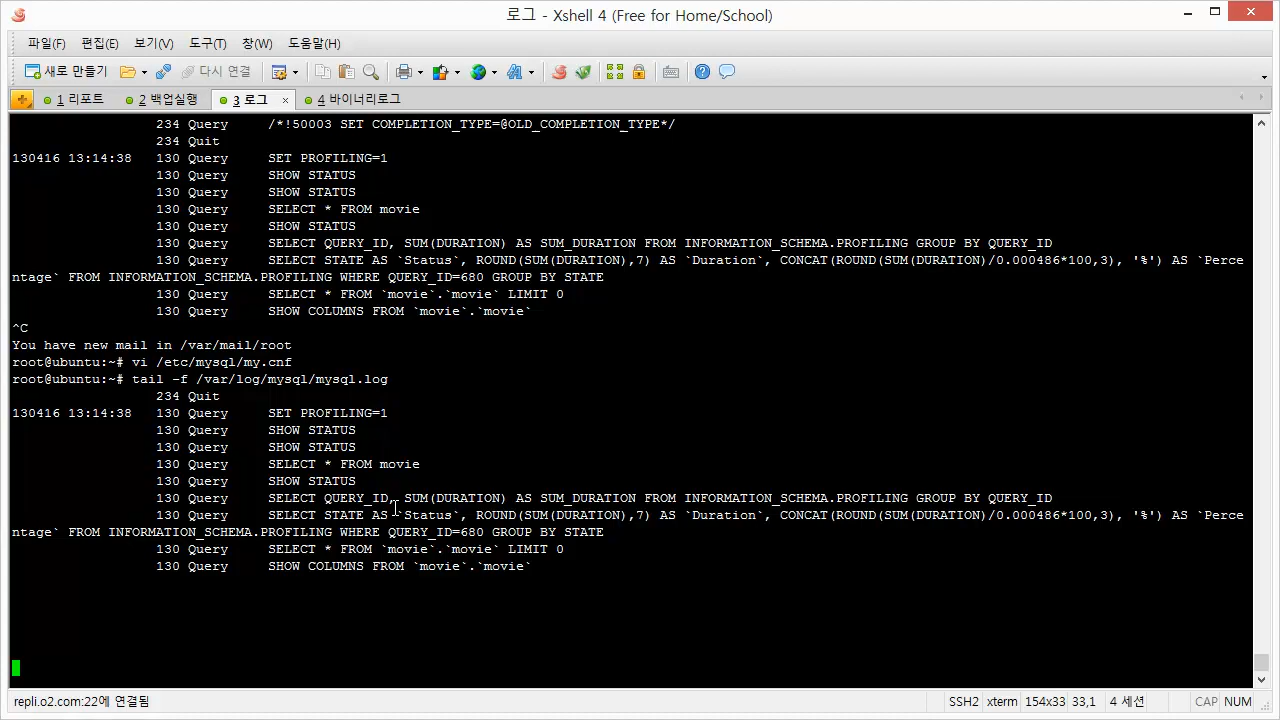 로그 - Xshell 4 (Free for Home/School)
파일(F) 편집(E) 보기(V) 도구(T) 창(W) 도움말(H)
새로 만들기 다시 연결
1 리포트 2 백업실행 3 로그 × 4 바이너리로그
234 Query /*!50003 SET COMPLETION_TYPE=@OLD_COMPLETION_TYPE*/
234 Quit
130416 13:14:38 130 Query SET PROFILING=1
130 Query SHOW STATUS
130 Query SHOW STATUS
130 Query SELECT * FROM movie
130 Query SHOW STATUS
130 Query SELECT QUERY_ID, SUM(DURATION) AS SUM_DURATION FROM INFORMATION_SCHEMA.PROFILING GROUP BY QUERY_ID
130 Query SELECT STATE AS `Status`, ROUND(SUM(DURATION),7) AS `Duration`, CONCAT(ROUND(SUM(DURATION)/0.000486*100,3), '%') AS `Perce
ntage` FROM INFORMATION_SCHEMA.PROFILING WHERE QUERY_ID=680 GROUP BY STATE
130 Query SELECT * FROM `movie`.`movie` LIMIT 0
130 Query SHOW COLUMNS FROM `movie`.`movie`
^C
You have new mail in /var/mail/root
root@ubuntu:~# vi /etc/mysql/my.cnf
root@ubuntu:~# tail -f /var/log/mysql/mysql.log
234 Quit
130416 13:14:38 130 Query SET PROFILING=1
130 Query SHOW STATUS
130 Query SHOW STATUS
130 Query SELECT * FROM movie
130 Query SHOW STATUS
130 Query SELECT QUERY_ID, SUM(DURATION) AS SUM_DURATION FROM INFORMATION_SCHEMA.PROFILING GROUP BY QUERY_ID
130 Query SELECT STATE AS `Status`, ROUND(SUM(DURATION),7) AS `Duration`, CONCAT(ROUND(SUM(DURATION)/0.000486*100,3), '%') AS `Perce
ntage` FROM INFORMATION_SCHEMA.PROFILING WHERE QUERY_ID=680 GROUP BY STATE
130 Query SELECT * FROM `movie`.`movie` LIMIT 0
130 Query SHOW COLUMNS FROM `movie`.`movie`
repli.o2.com:22에 연결됨 SSH2 xterm 154x33 33,1 4 세션 CAP NUM